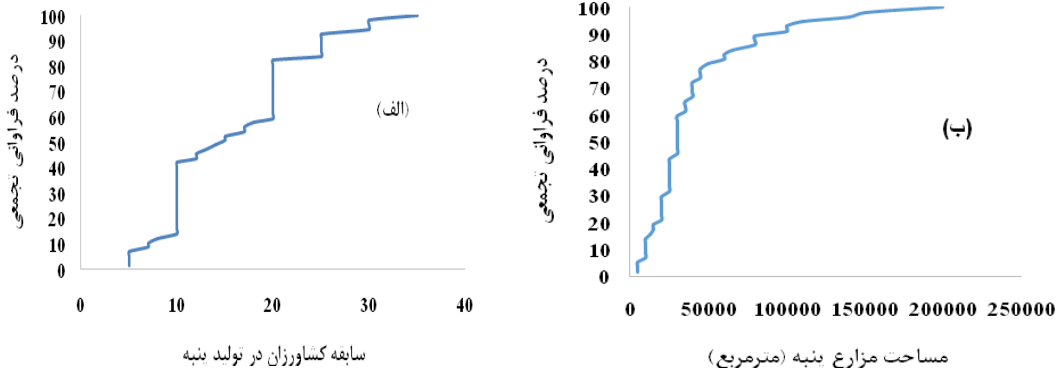 100
90
80
70
60
50
40
30
20
10
0
درصد فراوانی تجمعی
(الف)
0 10 20 30 40
سابقه کشاورزان در تولید پنبه
100
90
80
70
60
50
40
30
20
10
0
درصد فراوانی تجمعی
(ب)
0 50000 100000 150000 200000 250000
مساحت مزارع پنبه (مترمربع)